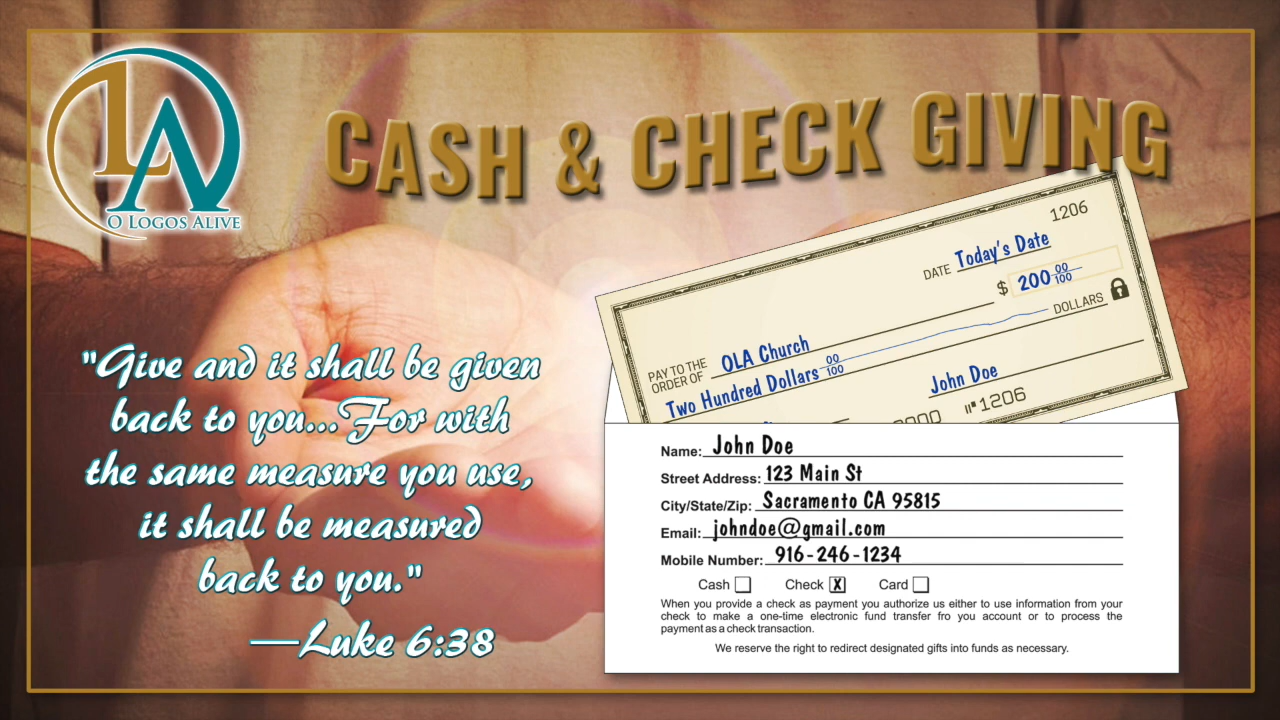 LA
O LOGOS ALIVE
CASH & CHECK GIVING
"Give and it shall be given
back to you... For with
the same measure you use,
it shall be measured
back to you."
—Luke 6:38
1206
DATE Today's Date
$ 200 00/100
PAY TO THE
ORDER OF OLA Church
Two Hundred Dollars 00/100 DOLLARS
John Doe
1206
Name: John Doe
Street Address: 123 Main St
City/State/Zip: Sacramento CA 95815
Email: johndoe@gmail.com
Mobile Number: 916-246-1234
Cash Check X Card
When you provide a check as payment you authorize us either to use information from your
check to make a one-time electronic fund transfer fro you account or to process the
payment as a check transaction.
We reserve the right to redirect designated gifts into funds as necessary.